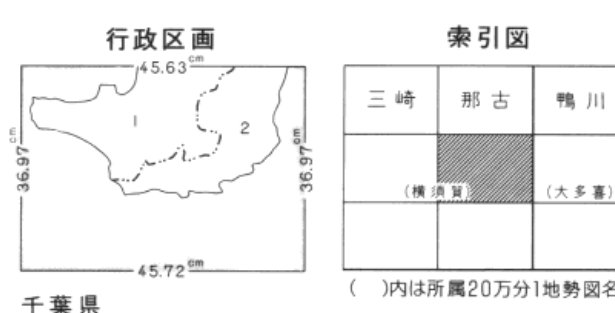 行政区画
45.63cm
36.97cm
1
2
36.97cm
45.72cm
千葉県
索引図
三崎
那古
鴨川
(横須賀)
(大多喜)
( )内は所属20万分1地勢図名